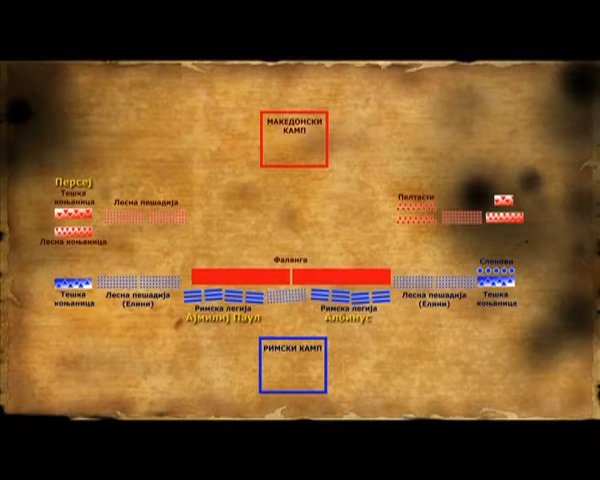 МАКЕДОНСКИ
КАМП
Персеј
Тешка
коњаница
Лесна пешадија
Лесна коњаница
Пелтасти
Фаланга
Слонови
Тешка
коњаница
Лесна пешадија
(Елини)
Римска легија
Ајмилиј Паул
Римска легија
Албинус
Лесна пешадија
(Елини)
Тешка
коњаница
РИМСКИ КАМП